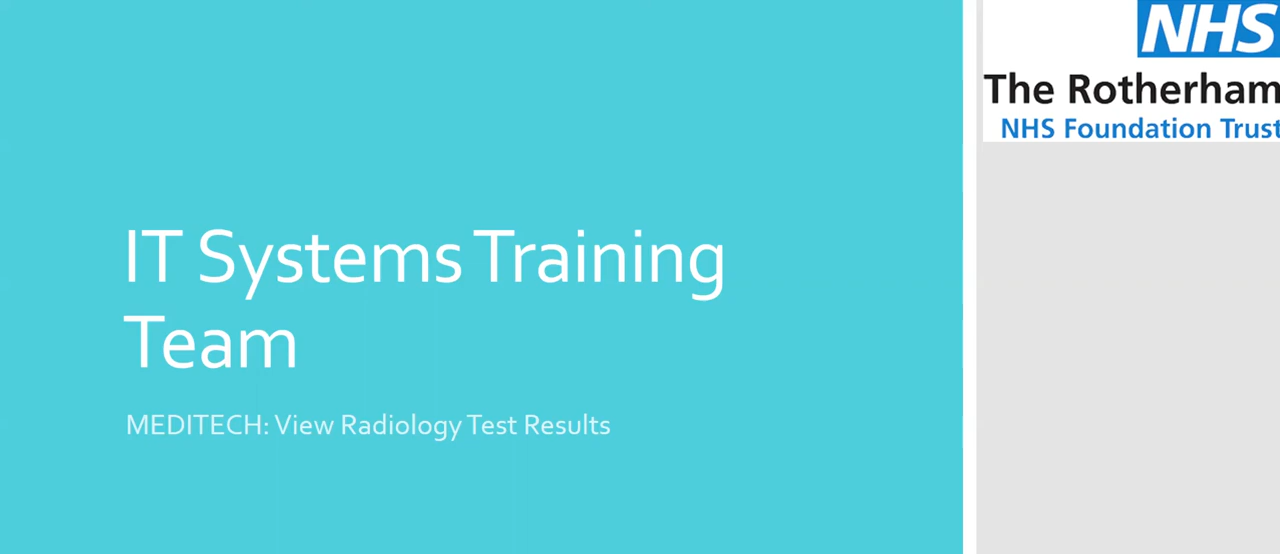 NHS
The Rotherham
NHS Foundation Trust
IT Systems Training
Team
MEDITECH: View Radiology Test Results